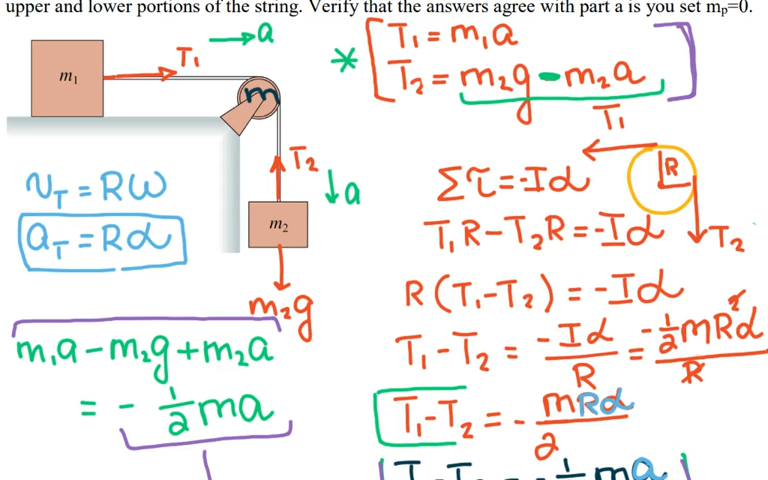 upper and lower portions of the string. Verify that the answers agree with part a is you set mₚ=0.
→a
T₁
m₁
m
T₂
↓a
m₂
m₂g
v_T = Rω
a_T = Rα
m₁a-m₂g+m₂a
= -½ma
* [T₁ = m₁a
T₂ = m₂g - m₂a]
T₁
R
T₂
Στ=-Iα
T₁R-T₂R=-Iα
R(T₁-T₂) = -Iα
T₁-T₂ = -Iα/R = -½mR²α/R
T₁-T₂ = -mRα/2